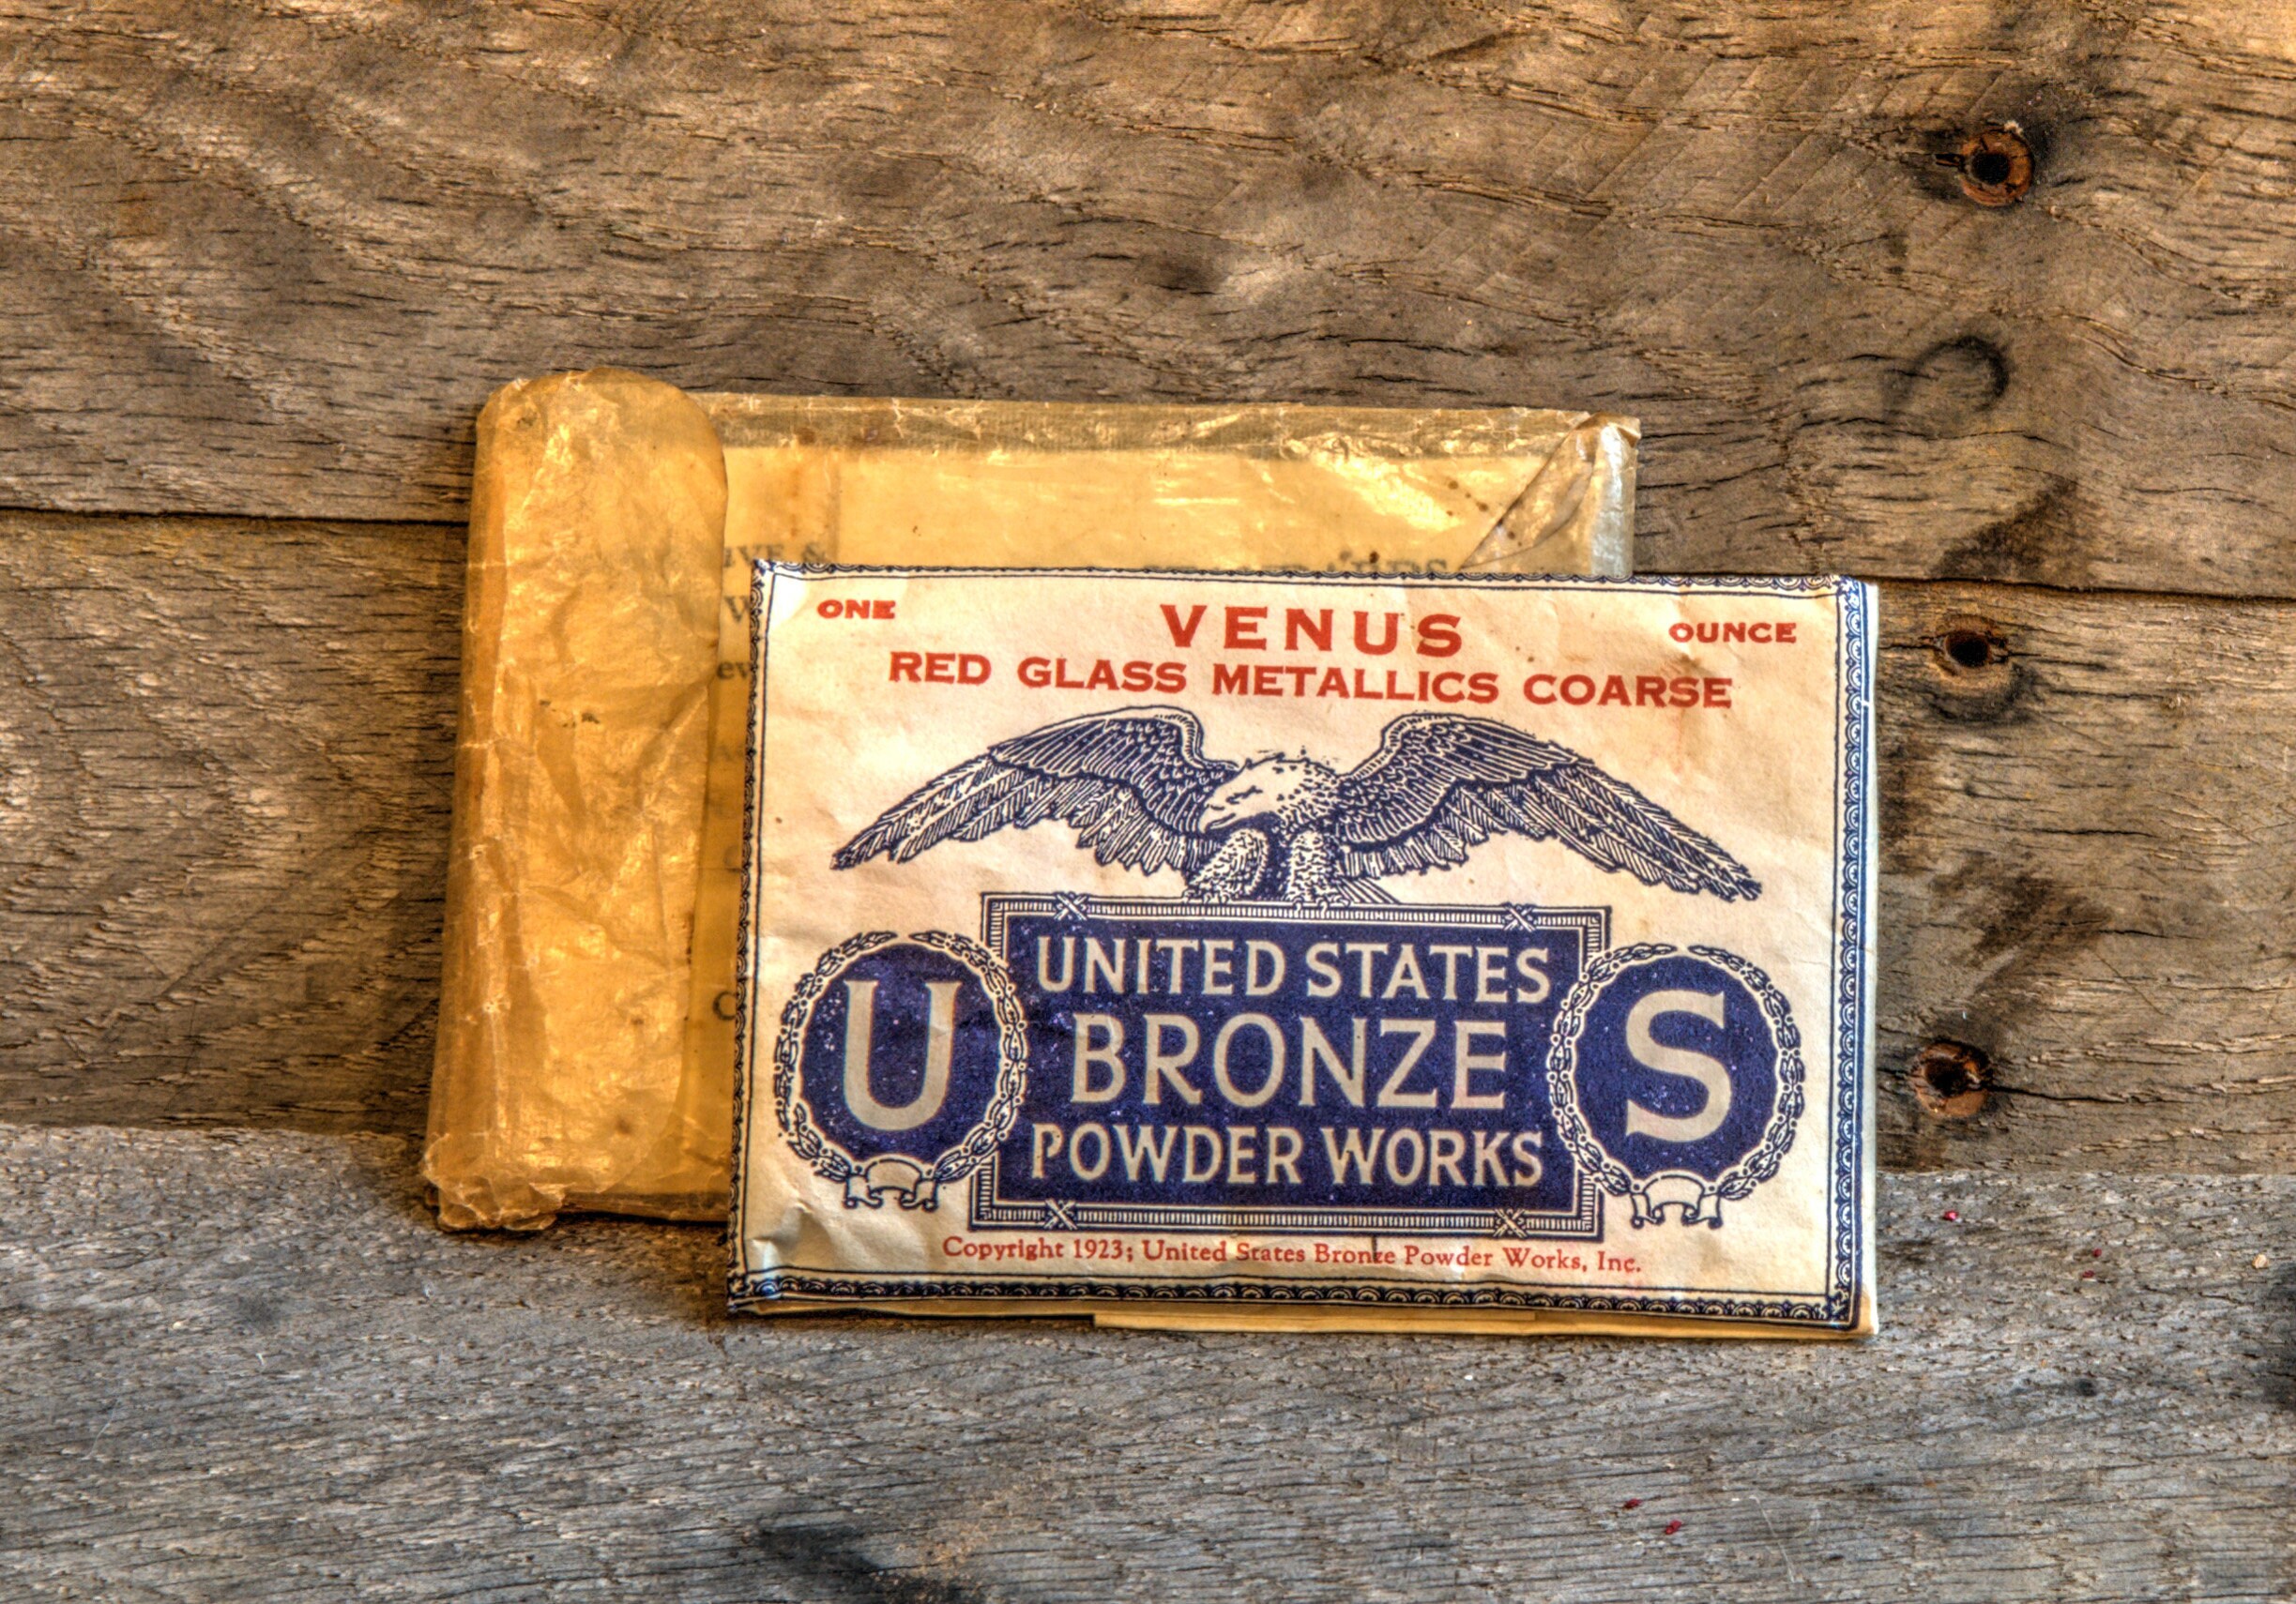 ONE VENUS OUNCE
RED GLASS METALLICS COARSE
UNITED STATES
BRONZE
POWDER WORKS
U S
Copyright 1923; United States Bronze Powder Works, Inc.